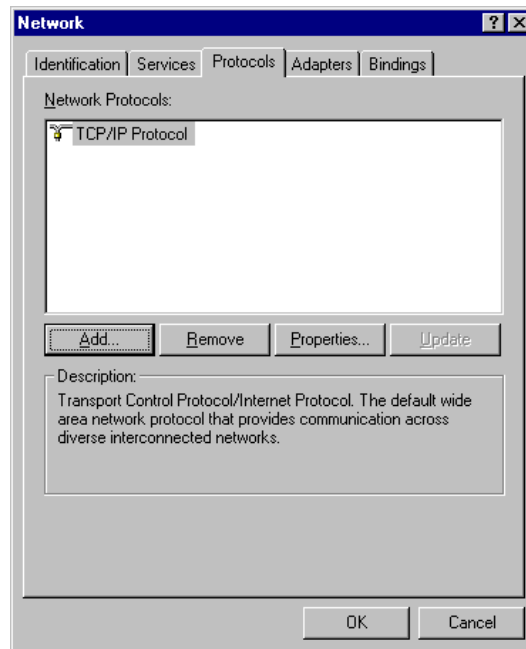 Network
Identification Services Protocols Adapters Bindings
Network Protocols:
TCP/IP Protocol
Add... Remove Properties... Update
Description:
Transport Control Protocol/Internet Protocol. The default wide
area network protocol that provides communication across
diverse interconnected networks.
OK Cancel